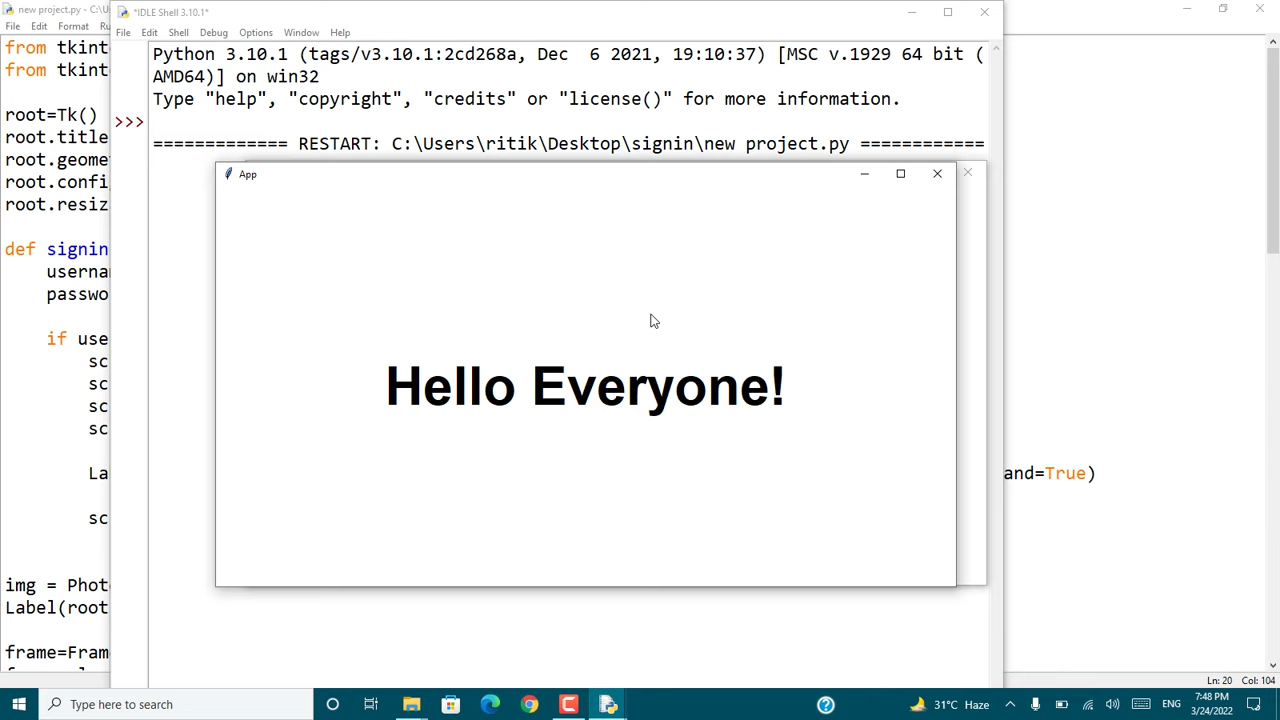 new project.py - C:\U
File Edit Format Ru
from tkint
from tkint
root=Tk()
root.title
root.geome
root.confi
root.resiz
def signin
userna
passwo
if use
sc
sc
sc
sc
La
and=True)
sc
img = Phot
Label(root
frame=Fram
Ln: 20 Col: 104
*IDLE Shell 3.10.1*
File Edit Shell Debug Options Window Help
Python 3.10.1 (tags/v3.10.1:2cd268a, Dec  6 2021, 19:10:37) [MSC v.1929 64 bit (
AMD64)] on win32
Type "help", "copyright", "credits" or "license()" for more information.
>>>
============= RESTART: C:\Users\ritik\Desktop\signin\new project.py ============
App
Hello Everyone!
Type here to search
31°C Haze
ENG
7:48 PM
3/24/2022